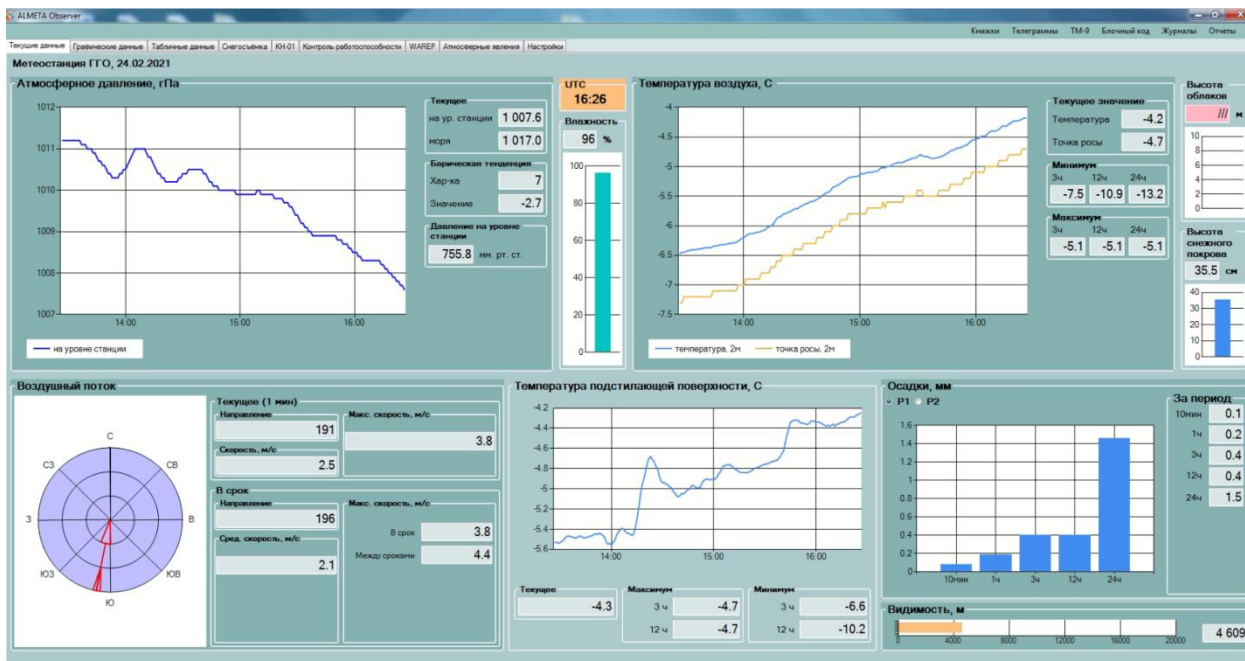 ALMETA Observer
Книжки Телеграммы ТМ-9 Блочный код Журналы Отчеты
Текущие данные Графические данные Табличные данные Снегосъёмка КН-01 Контроль работоспособности WAREP Атмосферные явления Настройки
Метеостанция ГГО, 24.02.2021
Атмосферное давление, гПа
1012
1011
1010
1009
1008
1007
14:00 15:00 16:00
на уровне станции
Текущее
на ур. станции 1 007.6
моря 1 017.0
Барическая тенденция
Хар-ка 7
Значение -2.7
Давление на уровне
станции
755.8 мм. рт. ст.
UTC
16:26
Влажность
96 %
100
80
60
40
20
0
Температура воздуха, С
-4
-4.5
-5
-5.5
-6
-6.5
-7
-7.5
14:00 15:00 16:00
температура, 2м точка росы, 2м
Текущее значение
Температура -4.2
Точка росы -4.7
Минимум
3ч 12ч 24ч
-7.5 -10.9 -13.2
Максимум
3ч 12ч 24ч
-5.1 -5.1 -5.1
Высота
облаков
/// м
10
8
6
4
2
0
Высота
снежного
покрова
35.5 см
40
30
20
10
0
Воздушный поток
С
СВ
В
ЮВ
Ю
ЮЗ
З
СЗ
Текущее (1 мин)
Направление
191
Скорость, м/с
2.5
Макс. скорость, м/с
3.8
В срок
Направление
196
Сред. скорость, м/с
2.1
Макс. скорость, м/с
В срок 3.8
Между сроками 4.4
Температура подстилающей поверхности, С
-4.2
-4.4
-4.6
-4.8
-5
-5.2
-5.4
-5.6
14:00 15:00 16:00
Текущее
-4.3
Максимум
3 ч -4.7
12 ч -4.7
Минимум
3 ч -6.6
12 ч -10.2
Осадки, мм
P1 P2
1.6
1.4
1.2
1
0.8
0.6
0.4
0.2
0
10мин 1ч 3ч 12ч 24ч
За период
10мин 0.1
1ч 0.2
3ч 0.4
12ч 0.4
24ч 1.5
Видимость, м
0 4000 8000 12000 16000 20000
4 609